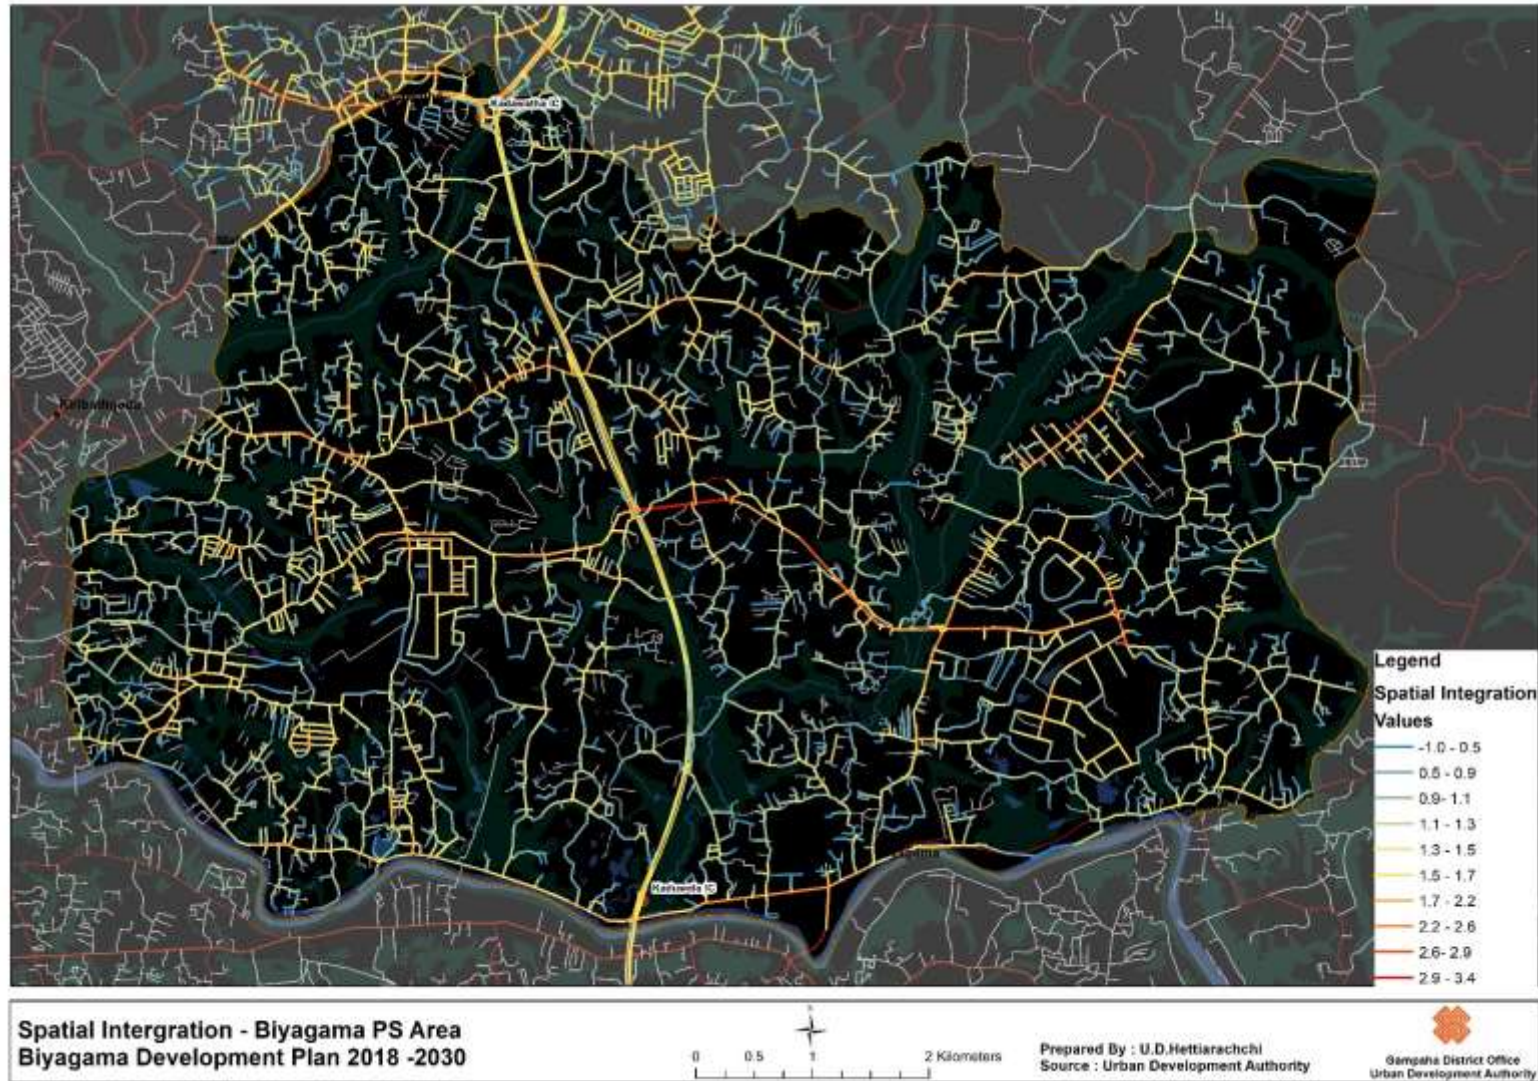 Kadawatha IC
Kaduwela IC
Legend
Spatial Integration
Values
-1.0 - 0.5
0.5 - 0.9
0.9- 1.1
1.1 - 1.3
1.3 - 1.5
1.5 - 1.7
1.7 - 2.2
2.2 - 2.6
2.6- 2.9
2.9 - 3.4
Spatial Intergration - Biyagama PS Area
Biyagama Development Plan 2018 -2030
0 0.5 1 2 Kilometers
Prepared By : U.D.Hettiarachchi
Source : Urban Development Authority
Gampaha District Office
Urban Development Authority